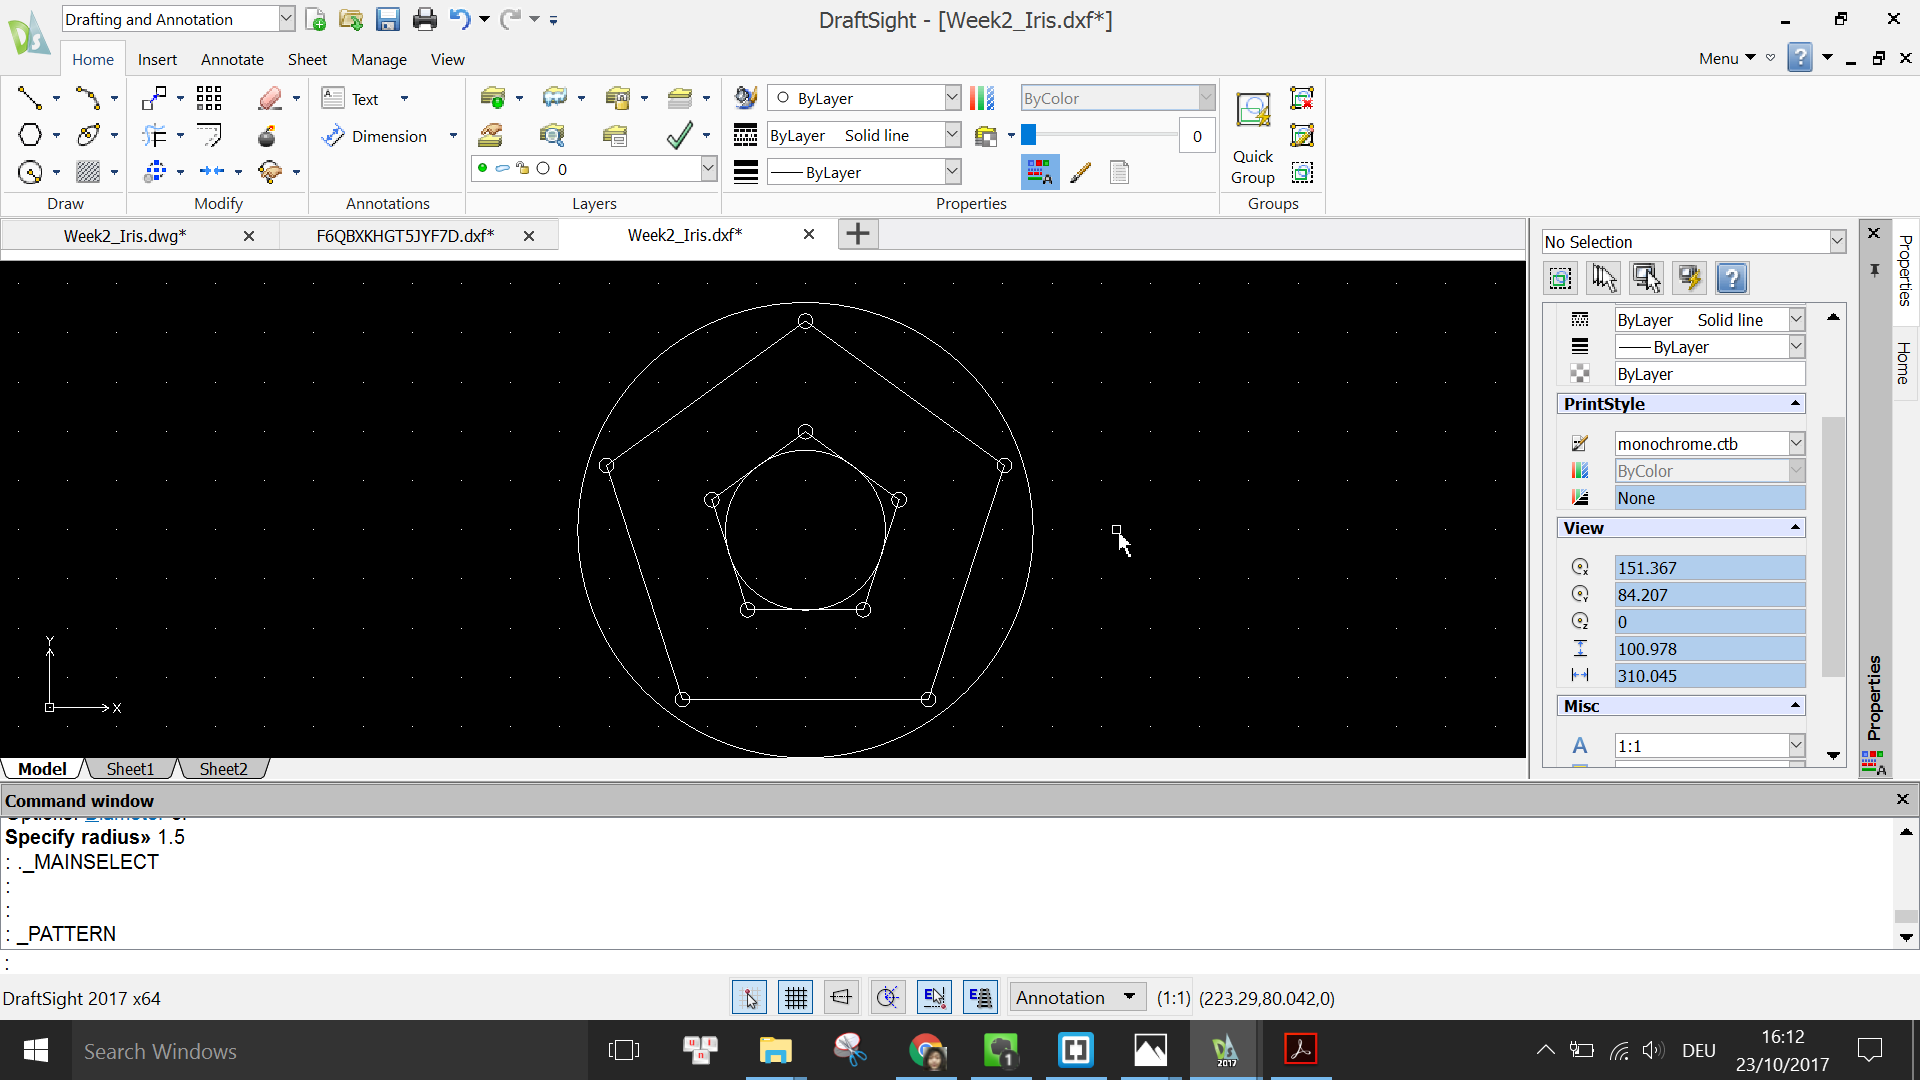 Drafting and Annotation
DraftSight - [Week2_Iris.dxf*]
Home
Insert
Annotate
Sheet
Manage
View
Menu
Text
Dimension
0
ByLayer
ByLayer Solid line
ByLayer
ByColor
0
Quick
Group
Draw
Modify
Annotations
Layers
Properties
Groups
Week2_Iris.dwg*
F6QBXKHGT5JYF7D.dxf*
Week2_Iris.dxf*
No Selection
ByLayer Solid line
ByLayer
ByLayer
PrintStyle
monochrome.ctb
ByColor
None
View
151.367
84.207
0
100.978
310.045
Misc
1:1
Properties
Home
Properties
Y
X
Model
Sheet1
Sheet2
Command window
Specify radius» 1.5
: ._MAINSELECT
:
:
: _PATTERN
:
DraftSight 2017 x64
Annotation
(1:1) (223.29,80.042,0)
Search Windows
u
i
n
1
2017
DEU
16:12
23/10/2017